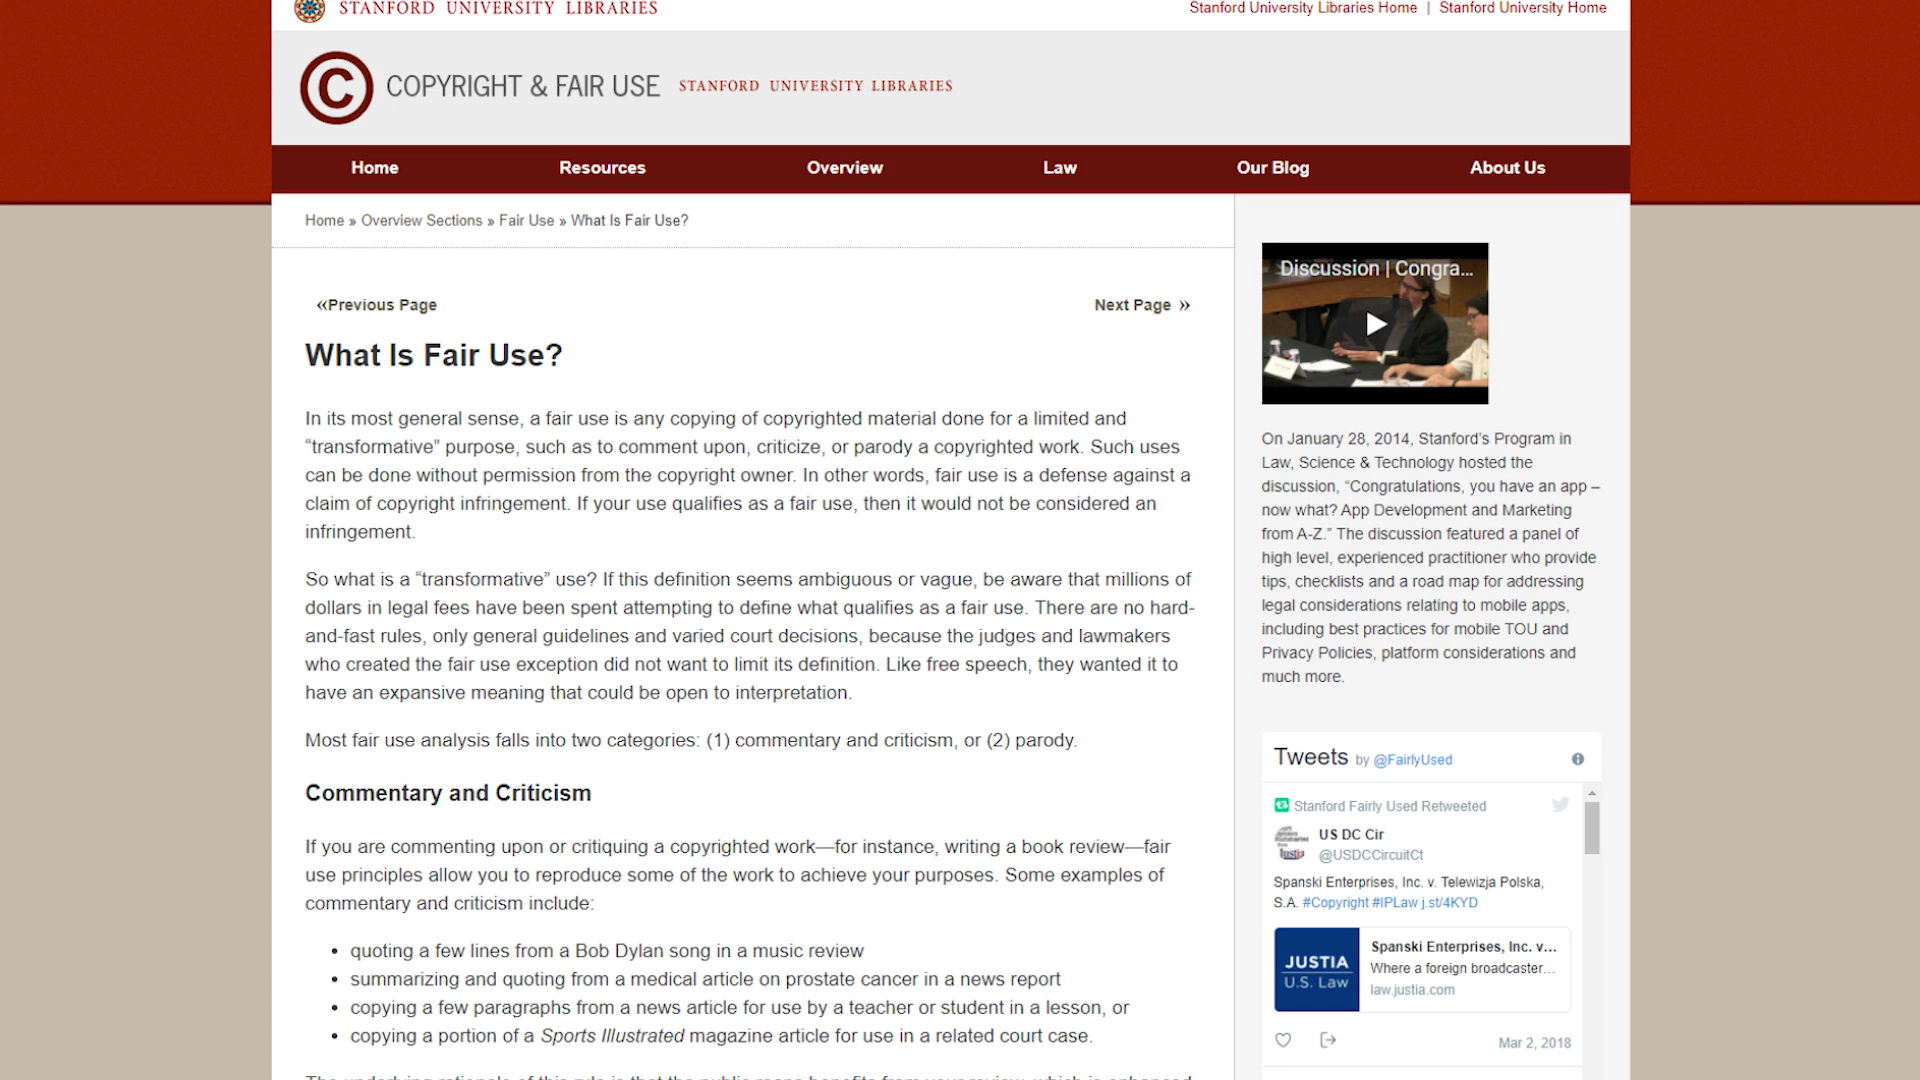 STANFORD UNIVERSITY LIBRARIES
Stanford University Libraries Home | Stanford University Home
COPYRIGHT & FAIR USE STANFORD UNIVERSITY LIBRARIES
Home Resources Overview Law Our Blog About Us
Home » Overview Sections » Fair Use » What Is Fair Use?
«Previous Page
Next Page »
What Is Fair Use?
In its most general sense, a fair use is any copying of copyrighted material done for a limited and
“transformative” purpose, such as to comment upon, criticize, or parody a copyrighted work. Such uses
can be done without permission from the copyright owner. In other words, fair use is a defense against a
claim of copyright infringement. If your use qualifies as a fair use, then it would not be considered an
infringement.
So what is a “transformative” use? If this definition seems ambiguous or vague, be aware that millions of
dollars in legal fees have been spent attempting to define what qualifies as a fair use. There are no hard-
and-fast rules, only general guidelines and varied court decisions, because the judges and lawmakers
who created the fair use exception did not want to limit its definition. Like free speech, they wanted it to
have an expansive meaning that could be open to interpretation.
Most fair use analysis falls into two categories: (1) commentary and criticism, or (2) parody.
Commentary and Criticism
If you are commenting upon or critiquing a copyrighted work—for instance, writing a book review—fair
use principles allow you to reproduce some of the work to achieve your purposes. Some examples of
commentary and criticism include:
• quoting a few lines from a Bob Dylan song in a music review
• summarizing and quoting from a medical article on prostate cancer in a news report
• copying a few paragraphs from a news article for use by a teacher or student in a lesson, or
• copying a portion of a Sports Illustrated magazine article for use in a related court case.
The underlying rationale of this rule is that the public reaps benefits from your review, which is enhanced
Discussion | Congra...
On January 28, 2014, Stanford’s Program in
Law, Science & Technology hosted the
discussion, “Congratulations, you have an app –
now what? App Development and Marketing
from A-Z.” The discussion featured a panel of
high level, experienced practitioner who provide
tips, checklists and a road map for addressing
legal considerations relating to mobile apps,
including best practices for mobile TOU and
Privacy Policies, platform considerations and
much more.
Tweets by @FairlyUsed
Stanford Fairly Used Retweeted
US DC Cir
@USDCCircuitCt
Spanski Enterprises, Inc. v. Telewizja Polska,
S.A. #Copyright #IPLaw j.st/4KYD
JUSTIA
U.S. Law
Spanski Enterprises, Inc. v...
Where a foreign broadcaster...
law.justia.com
Mar 2, 2018